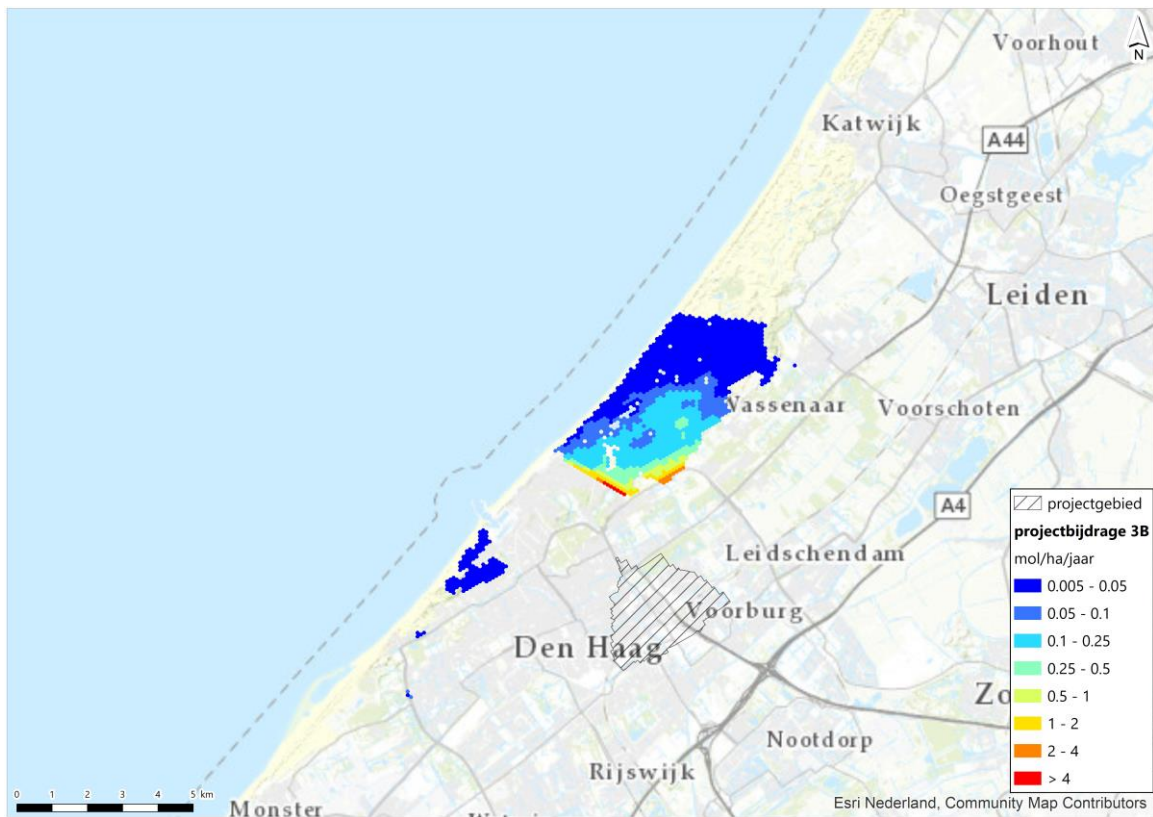 Voorhout
N
Katwijk
A44
Oegstgeest
Leiden
Wassenaar
Voorschoten
A4
Leidschendam
Voorburg
Den Haag
Nootdorp
Rijswijk
Monster
projectgebied
projectbijdrage 3B
mol/ha/jaar
0.005 - 0.05
0.05 - 0.1
0.1 - 0.25
0.25 - 0.5
0.5 - 1
1 - 2
2 - 4
> 4
0 1 2 3 4 5 km
Esri Nederland, Community Map Contributors